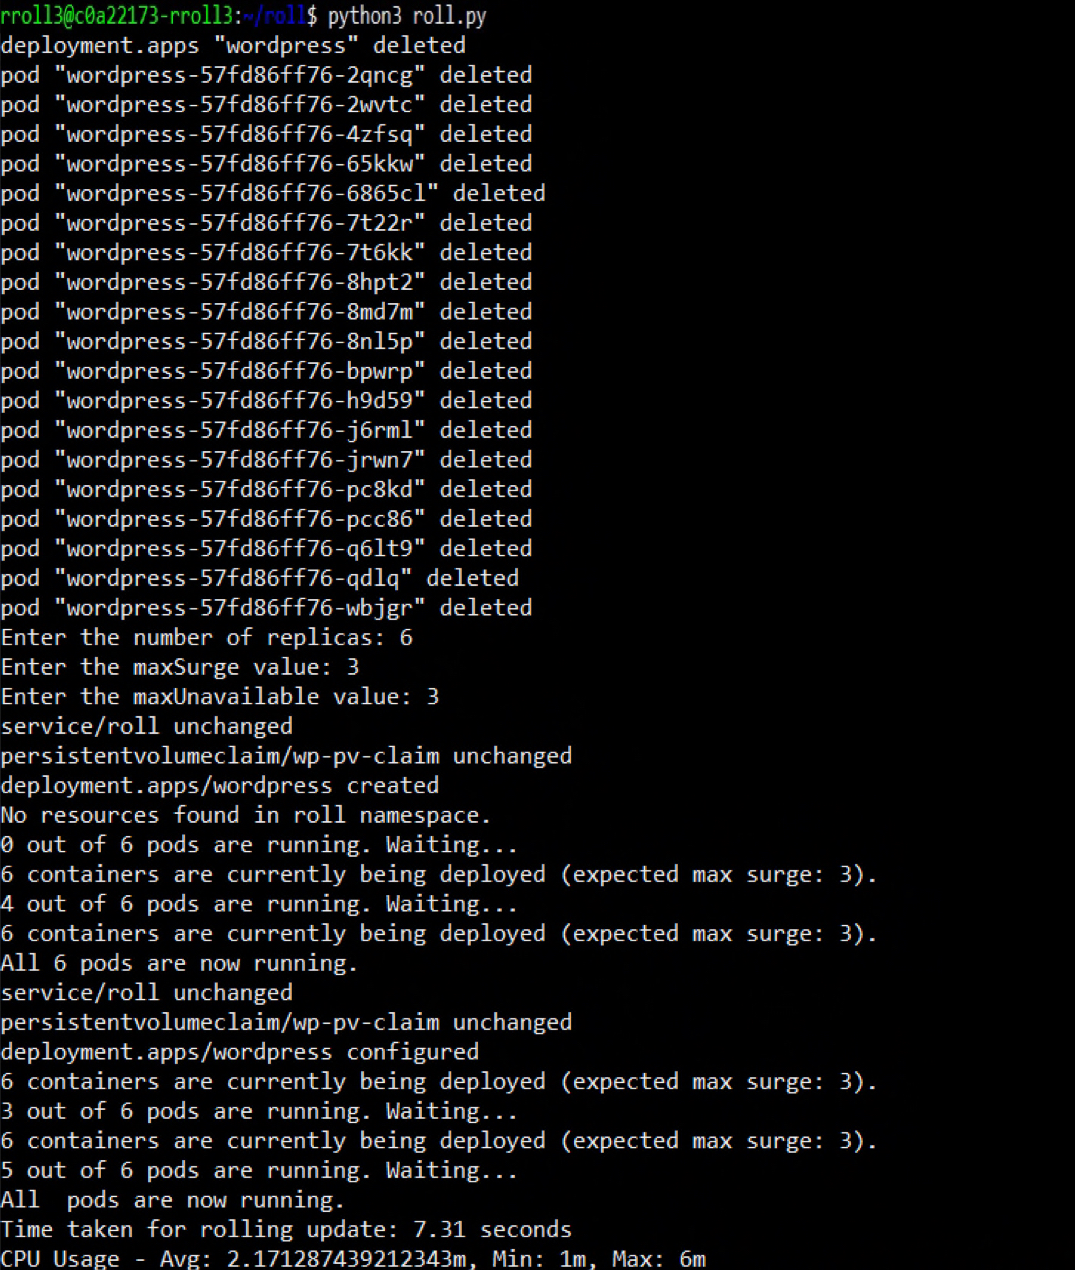 rroll3@c0a22173-rroll3:~/roll$ python3 roll.py
deployment.apps "wordpress" deleted
pod "wordpress-57fd86ff76-2qncg" deleted
pod "wordpress-57fd86ff76-2wvtc" deleted
pod "wordpress-57fd86ff76-4zfsq" deleted
pod "wordpress-57fd86ff76-65kkw" deleted
pod "wordpress-57fd86ff76-6865cl" deleted
pod "wordpress-57fd86ff76-7t22r" deleted
pod "wordpress-57fd86ff76-7t6kk" deleted
pod "wordpress-57fd86ff76-8hpt2" deleted
pod "wordpress-57fd86ff76-8md7m" deleted
pod "wordpress-57fd86ff76-8nl5p" deleted
pod "wordpress-57fd86ff76-bpwrp" deleted
pod "wordpress-57fd86ff76-h9d59" deleted
pod "wordpress-57fd86ff76-j6rml" deleted
pod "wordpress-57fd86ff76-jrwn7" deleted
pod "wordpress-57fd86ff76-pc8kd" deleted
pod "wordpress-57fd86ff76-pcc86" deleted
pod "wordpress-57fd86ff76-q6lt9" deleted
pod "wordpress-57fd86ff76-qdlq" deleted
pod "wordpress-57fd86ff76-wbjgr" deleted
Enter the number of replicas: 6
Enter the maxSurge value: 3
Enter the maxUnavailable value: 3
service/roll unchanged
persistentvolumeclaim/wp-pv-claim unchanged
deployment.apps/wordpress created
No resources found in roll namespace.
0 out of 6 pods are running. Waiting...
6 containers are currently being deployed (expected max surge: 3).
4 out of 6 pods are running. Waiting...
6 containers are currently being deployed (expected max surge: 3).
All 6 pods are now running.
service/roll unchanged
persistentvolumeclaim/wp-pv-claim unchanged
deployment.apps/wordpress configured
6 containers are currently being deployed (expected max surge: 3).
3 out of 6 pods are running. Waiting...
6 containers are currently being deployed (expected max surge: 3).
5 out of 6 pods are running. Waiting...
All  pods are now running.
Time taken for rolling update: 7.31 seconds
CPU Usage - Avg: 2.171287439212343m, Min: 1m, Max: 6m